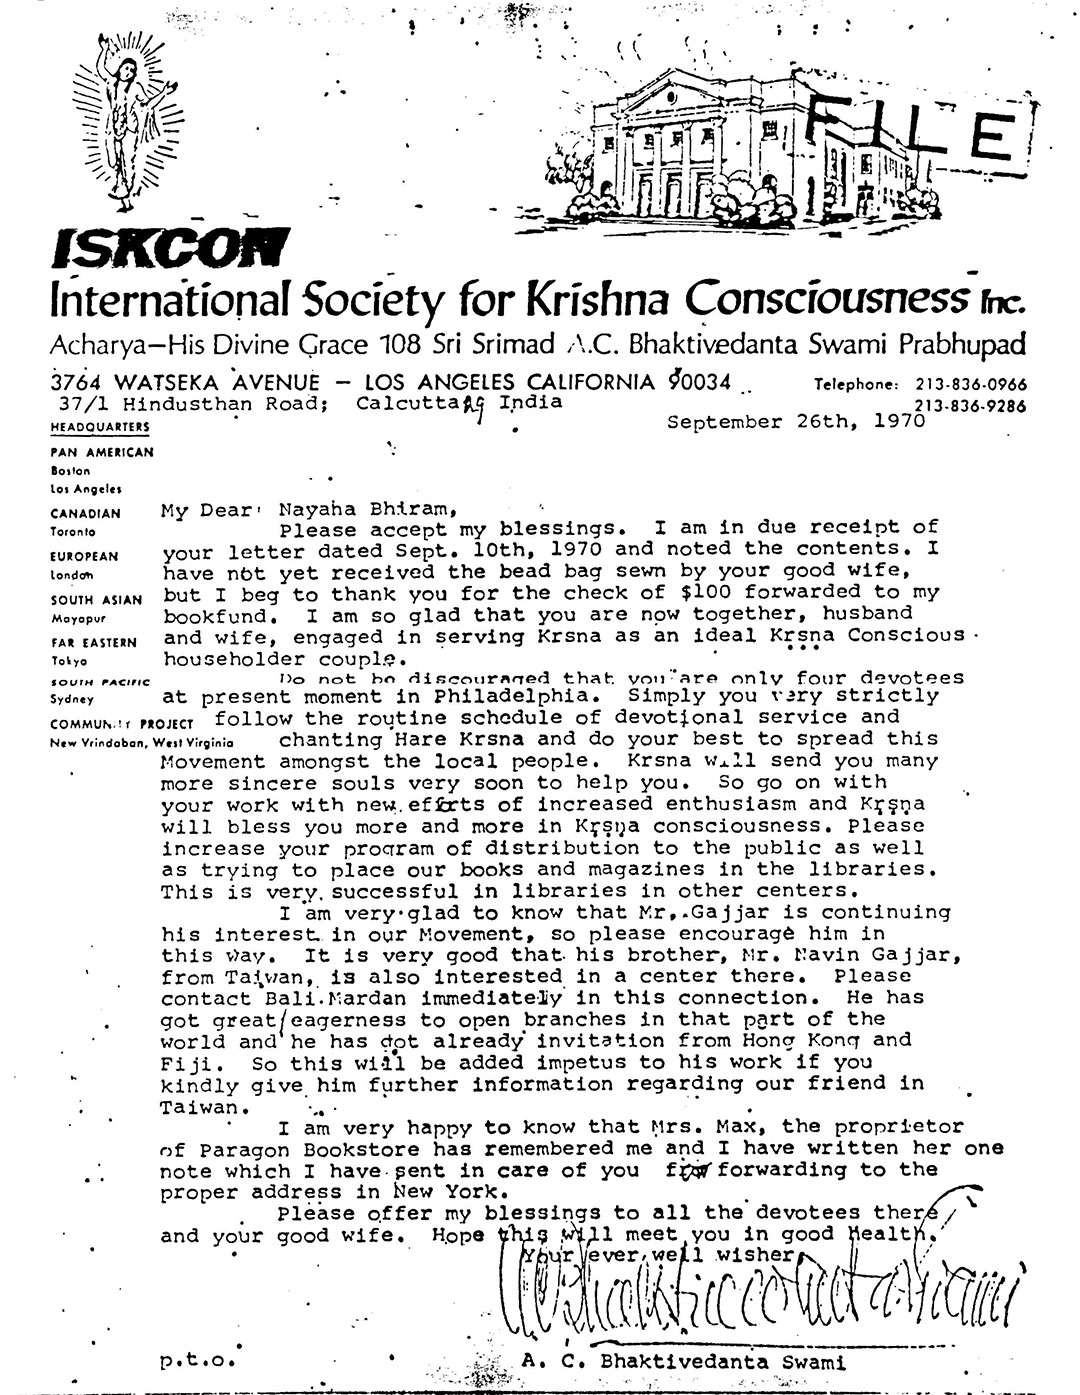 FILE
ISKCON
International Society for Krishna Consciousness Inc.
Acharya—His Divine Grace 108 Sri Srimad A.C. Bhaktivedanta Swami Prabhupad
3764 WATSEKA AVENUE – LOS ANGELES CALIFORNIA 90034
Telephone: 213-836-0966
213-836-9286
37/1 Hindusthan Road; Calcutta 29 India
September 26th, 1970
HEADQUARTERS
PAN AMERICAN
Boston
Los Angeles
CANADIAN
Toronto
EUROPEAN
London
SOUTH ASIAN
Mayapur
FAR EASTERN
Tokyo
SOUTH PACIFIC
Sydney
COMMUNITY PROJECT
New Vrindaban, West Virginia
My Dear Nayaha Bhiram,
Please accept my blessings. I am in due receipt of
your letter dated Sept. 10th, 1970 and noted the contents. I
have not yet received the bead bag sewn by your good wife,
but I beg to thank you for the check of $100 forwarded to my
bookfund. I am so glad that you are now together, husband
and wife, engaged in serving Krsna as an ideal Kṛṣṇa Conscious
householder couple.
Do not be discouraged that you are only four devotees
at present moment in Philadelphia. Simply you very strictly
follow the routine schedule of devotional service and
chanting Hare Krsna and do your best to spread this
Movement amongst the local people. Krsna will send you many
more sincere souls very soon to help you. So go on with
your work with new efforts of increased enthusiasm and Kṛṣṇa
will bless you more and more in Kṛṣṇa consciousness. Please
increase your program of distribution to the public as well
as trying to place our books and magazines in the libraries.
This is very successful in libraries in other centers.
I am very glad to know that Mr. Gajjar is continuing
his interest in our Movement, so please encourage him in
this way. It is very good that his brother, Mr. Navin Gajjar,
from Taiwan, is also interested in a center there. Please
contact Bali Mardan immediately in this connection. He has
got great eagerness to open branches in that part of the
world and he has got already invitation from Hong Kong and
Fiji. So this will be added impetus to his work if you
kindly give him further information regarding our friend in
Taiwan.
I am very happy to know that Mrs. Max, the proprietor
of Paragon Bookstore has remembered me and I have written her one
note which I have sent in care of you for forwarding to the
proper address in New York.
Please offer my blessings to all the devotees there
and your good wife. Hope this will meet you in good health.
Your ever well wisher,
A. C. Bhaktivedanta Swami
p.t.o.